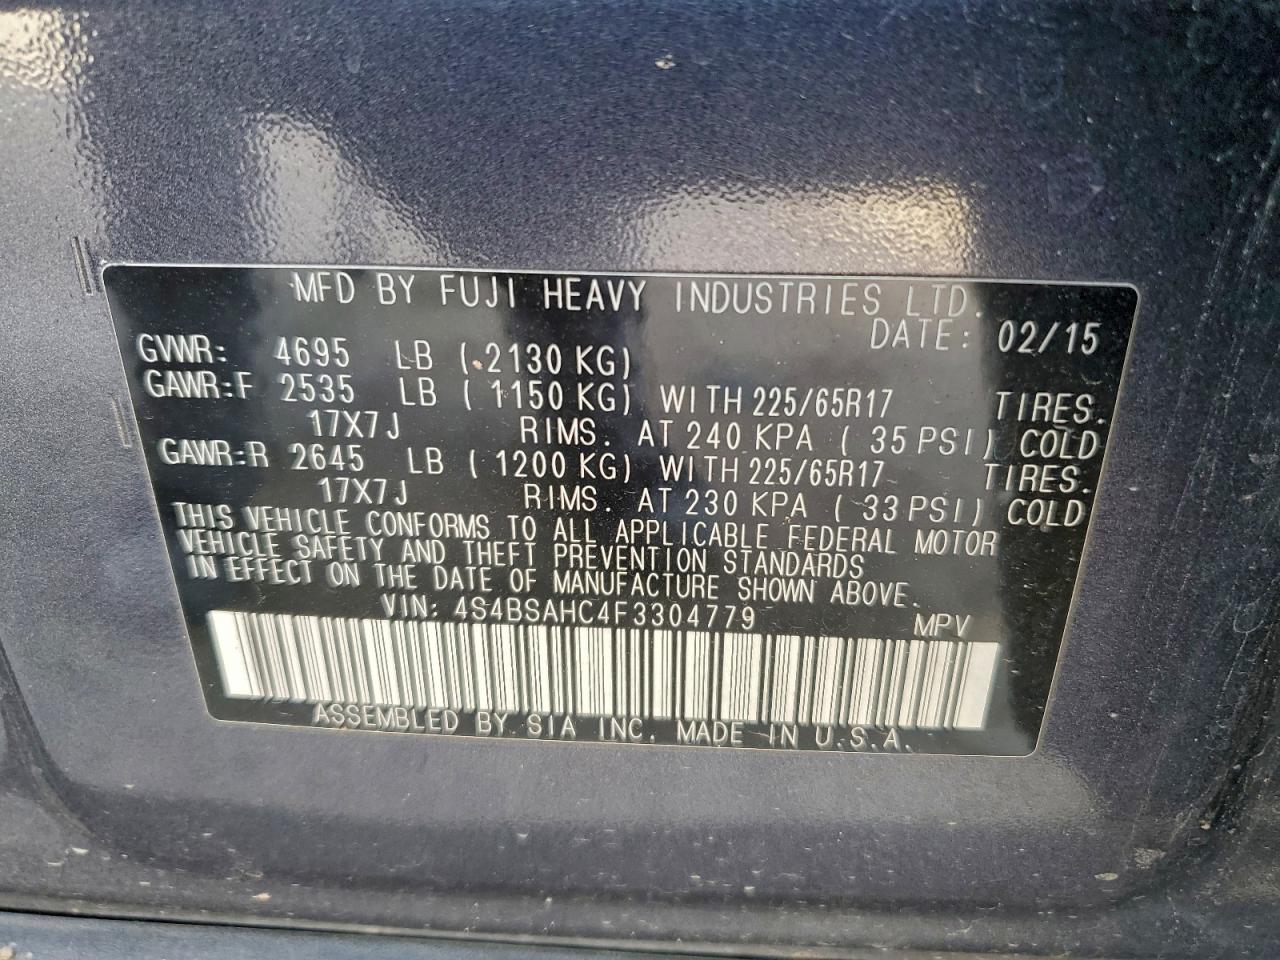 MFD BY FUJI HEAVY INDUSTRIES LTD.
DATE: 02/15
GVWR: 4695 LB ( 2130 KG)
GAWR:F 2535 LB ( 1150 KG) WITH 225/65R17 TIRES.
17X7J RIMS. AT 240 KPA ( 35 PSI) COLD
GAWR:R 2645 LB ( 1200 KG) WITH 225/65R17 TIRES.
17X7J RIMS. AT 230 KPA ( 33 PSI) COLD
THIS VEHICLE CONFORMS TO ALL APPLICABLE FEDERAL MOTOR
VEHICLE SAFETY AND THEFT PREVENTION STANDARDS
IN EFFECT ON THE DATE OF MANUFACTURE SHOWN ABOVE.
VIN: 4S4BSAHC4F3304779 MPV
ASSEMBLED BY SIA INC. MADE IN U.S.A.